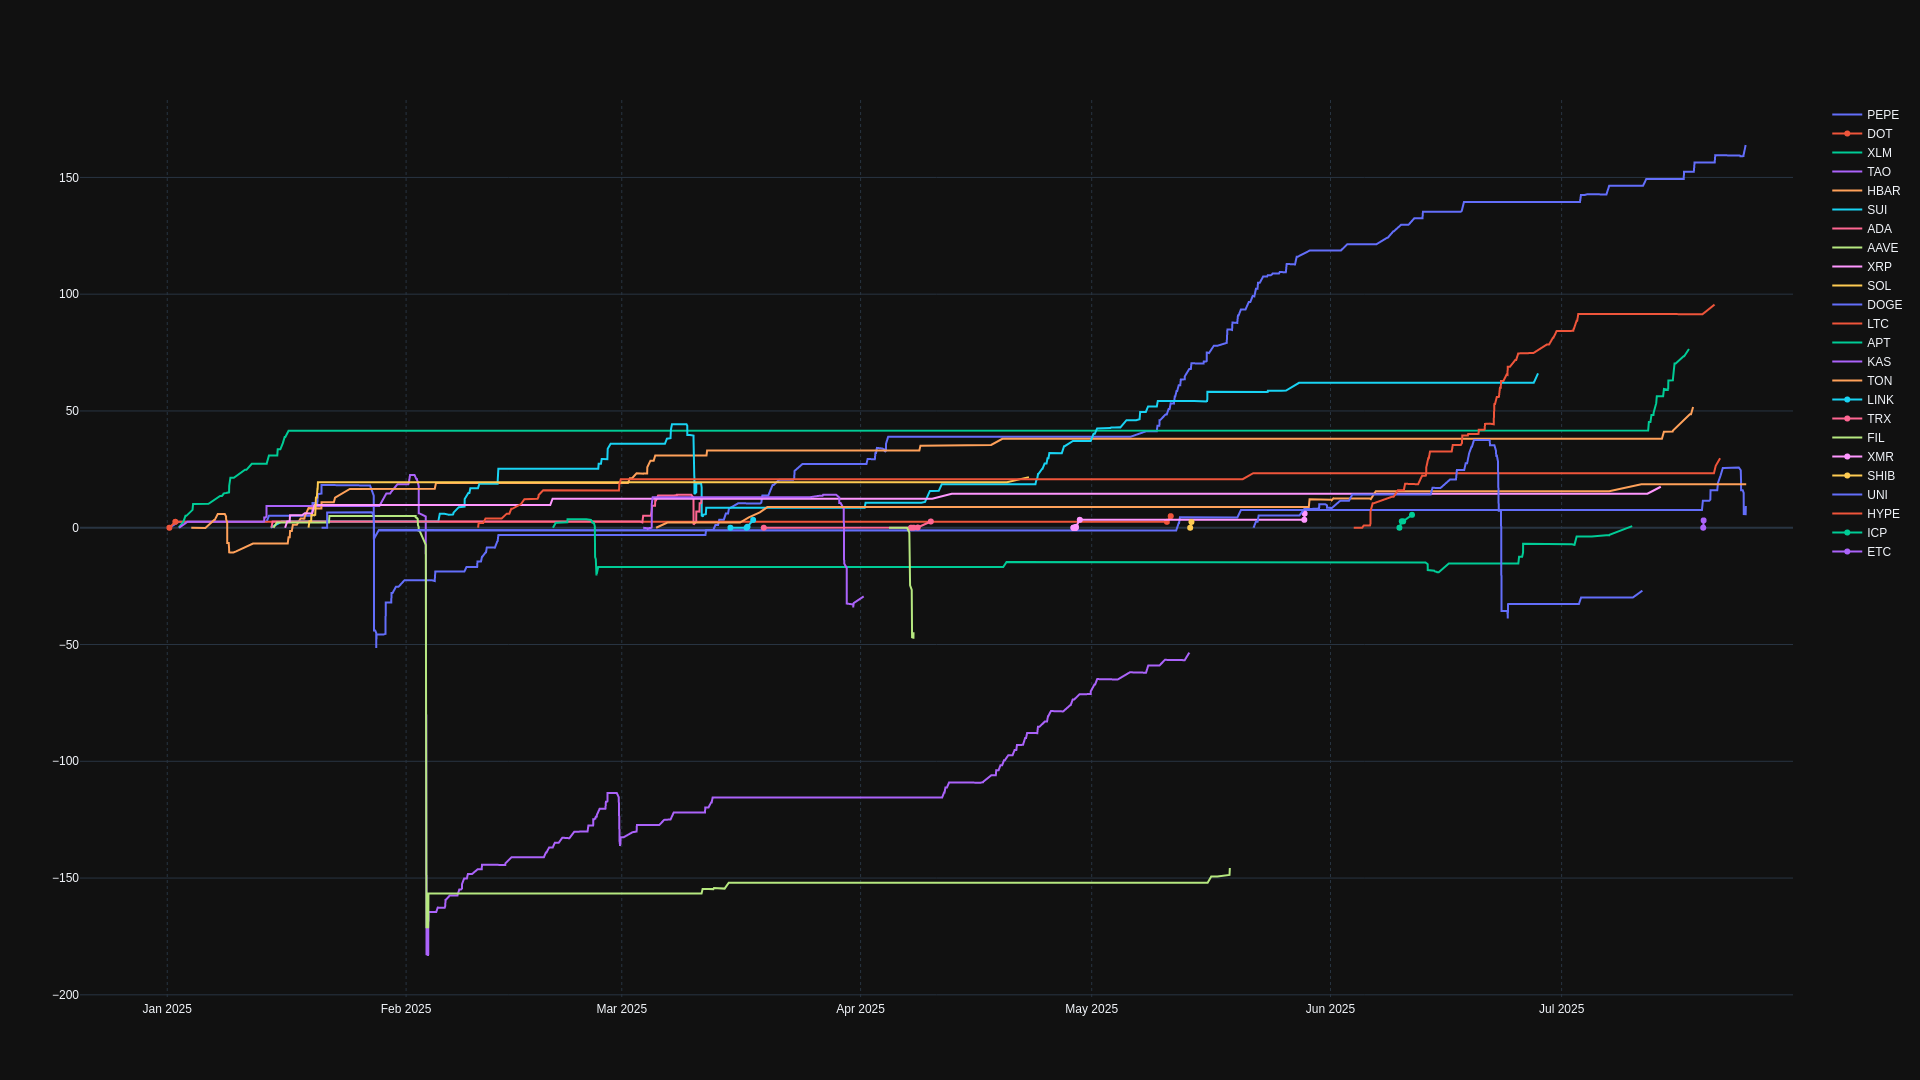 150
100
50
0
−50
−100
−150
−200
Jan 2025
Feb 2025
Mar 2025
Apr 2025
May 2025
Jun 2025
Jul 2025
PEPE
DOT
XLM
TAO
HBAR
SUI
ADA
AAVE
XRP
SOL
DOGE
LTC
APT
KAS
TON
LINK
TRX
FIL
XMR
SHIB
UNI
HYPE
ICP
ETC